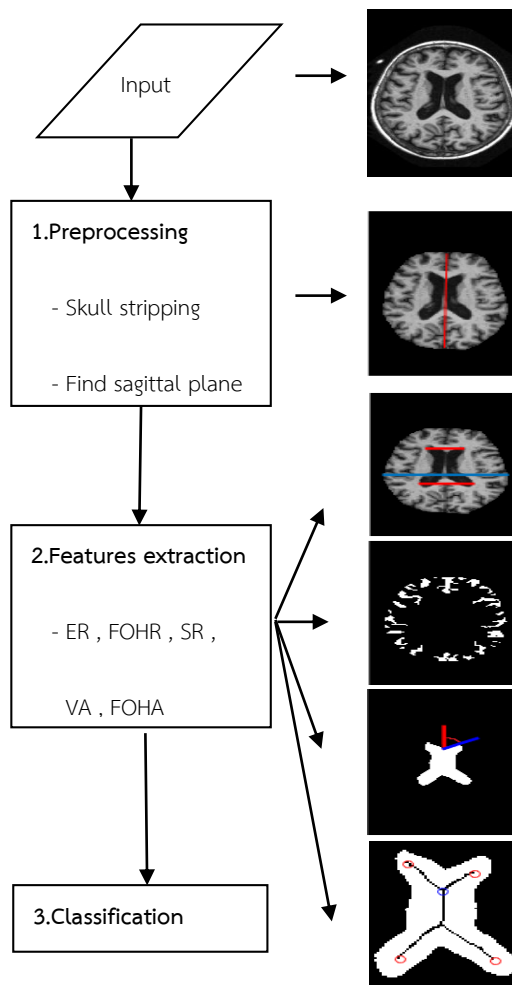 Input
1.Preprocessing
- Skull stripping
- Find sagittal plane
2.Features extraction
- ER , FOHR , SR ,
VA , FOHA
3.Classification